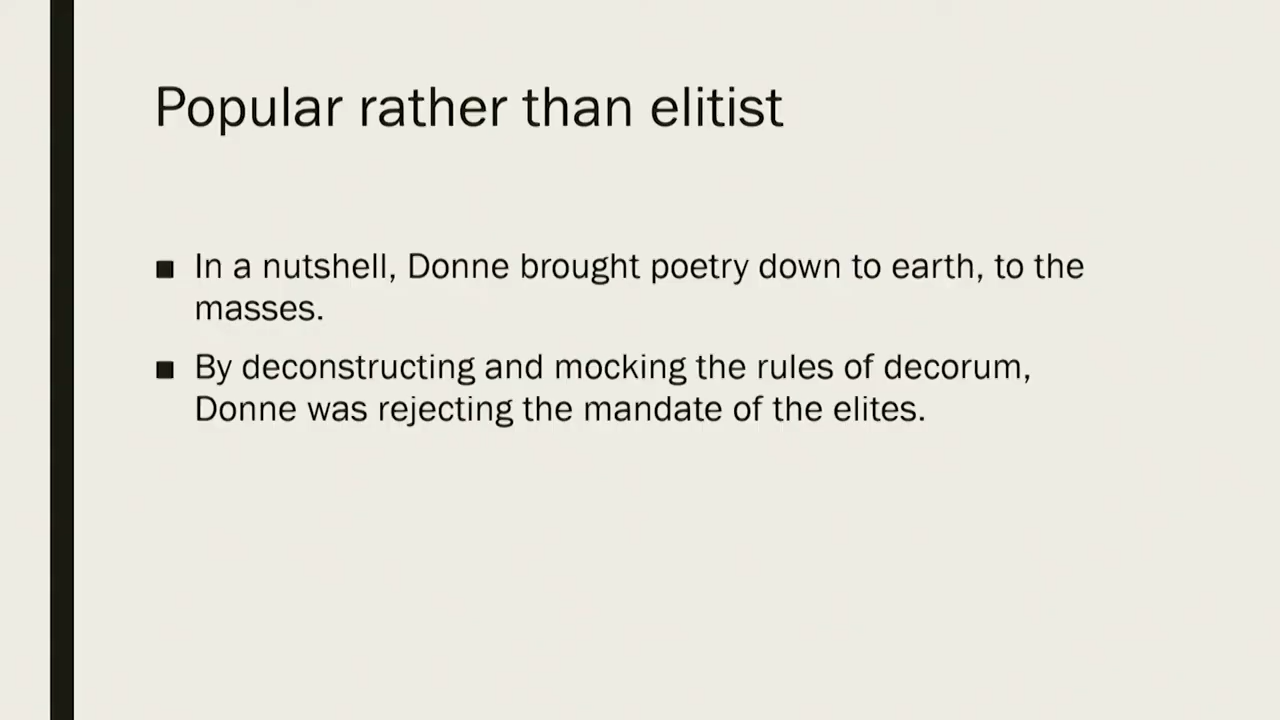 Popular rather than elitist
■ In a nutshell, Donne brought poetry down to earth, to the
masses.
■ By deconstructing and mocking the rules of decorum,
Donne was rejecting the mandate of the elites.